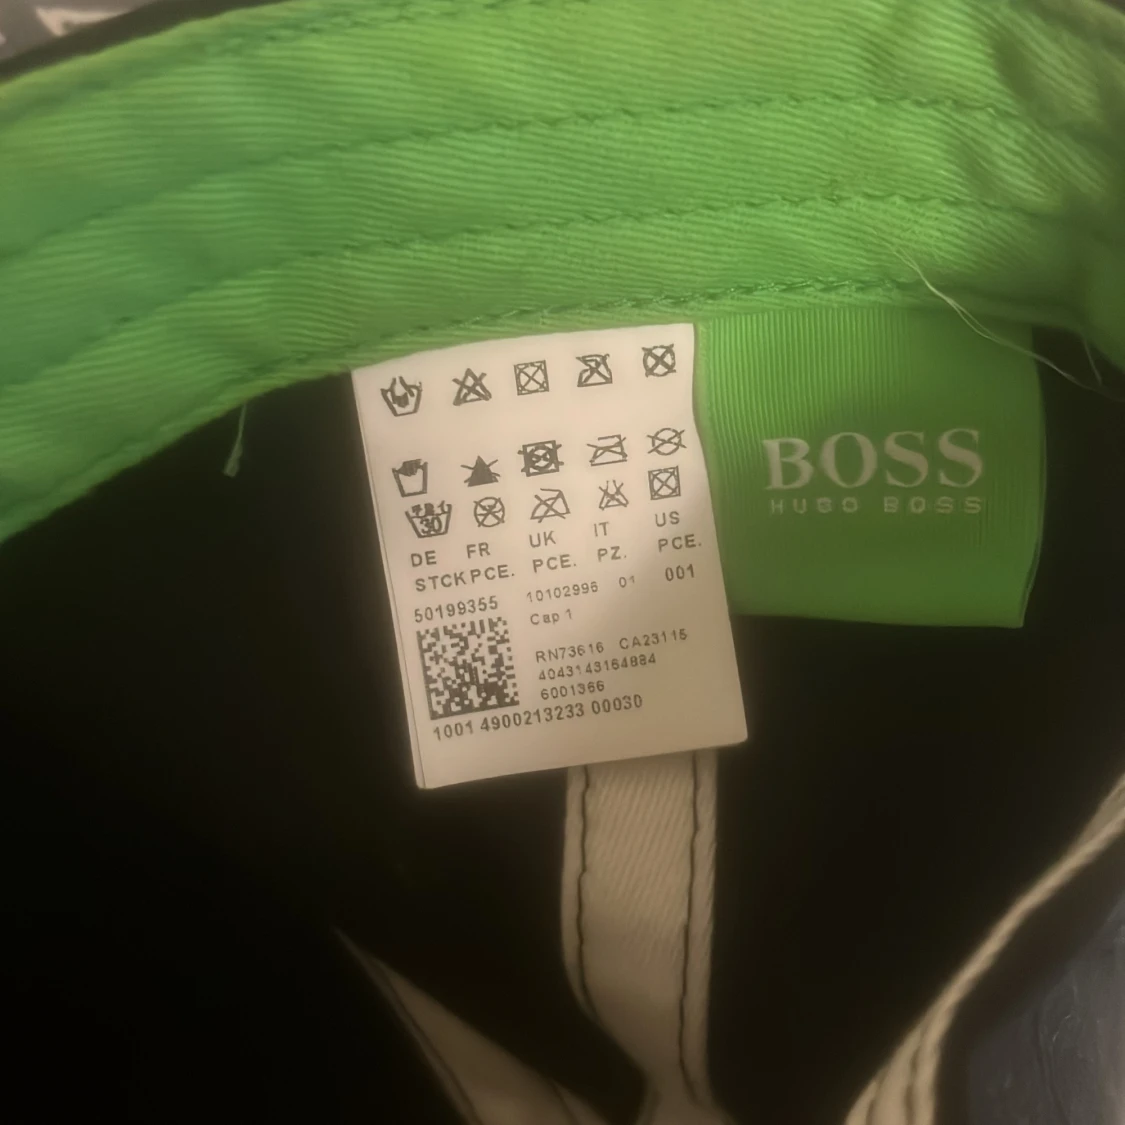 30
DE FR UK IT US
STCK PCE. PCE. PZ. PCE.
50199355 10102996 01 001
Cap 1
RN73616 CA23115
4043143164884
6001366
1001 4900213233 00030
BOSS
HUGO BOSS